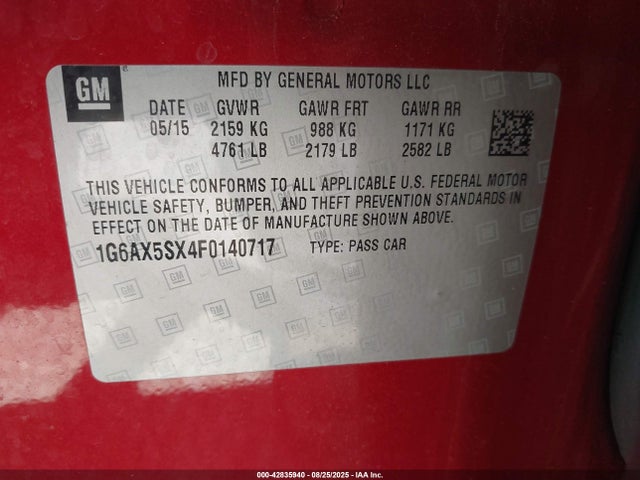 GM MFD BY GENERAL MOTORS LLC
DATE GVWR GAWR FRT GAWR RR
05/15 2159 KG 988 KG 1171 KG
4761 LB 2179 LB 2582 LB
THIS VEHICLE CONFORMS TO ALL APPLICABLE U.S. FEDERAL MOTOR
VEHICLE SAFETY, BUMPER, AND THEFT PREVENTION STANDARDS IN
EFFECT ON THE DATE OF MANUFACTURE SHOWN ABOVE.
1G6AX5SX4F0140717 TYPE: PASS CAR
000-42835940 - 08/25/2025 - IAA Inc.